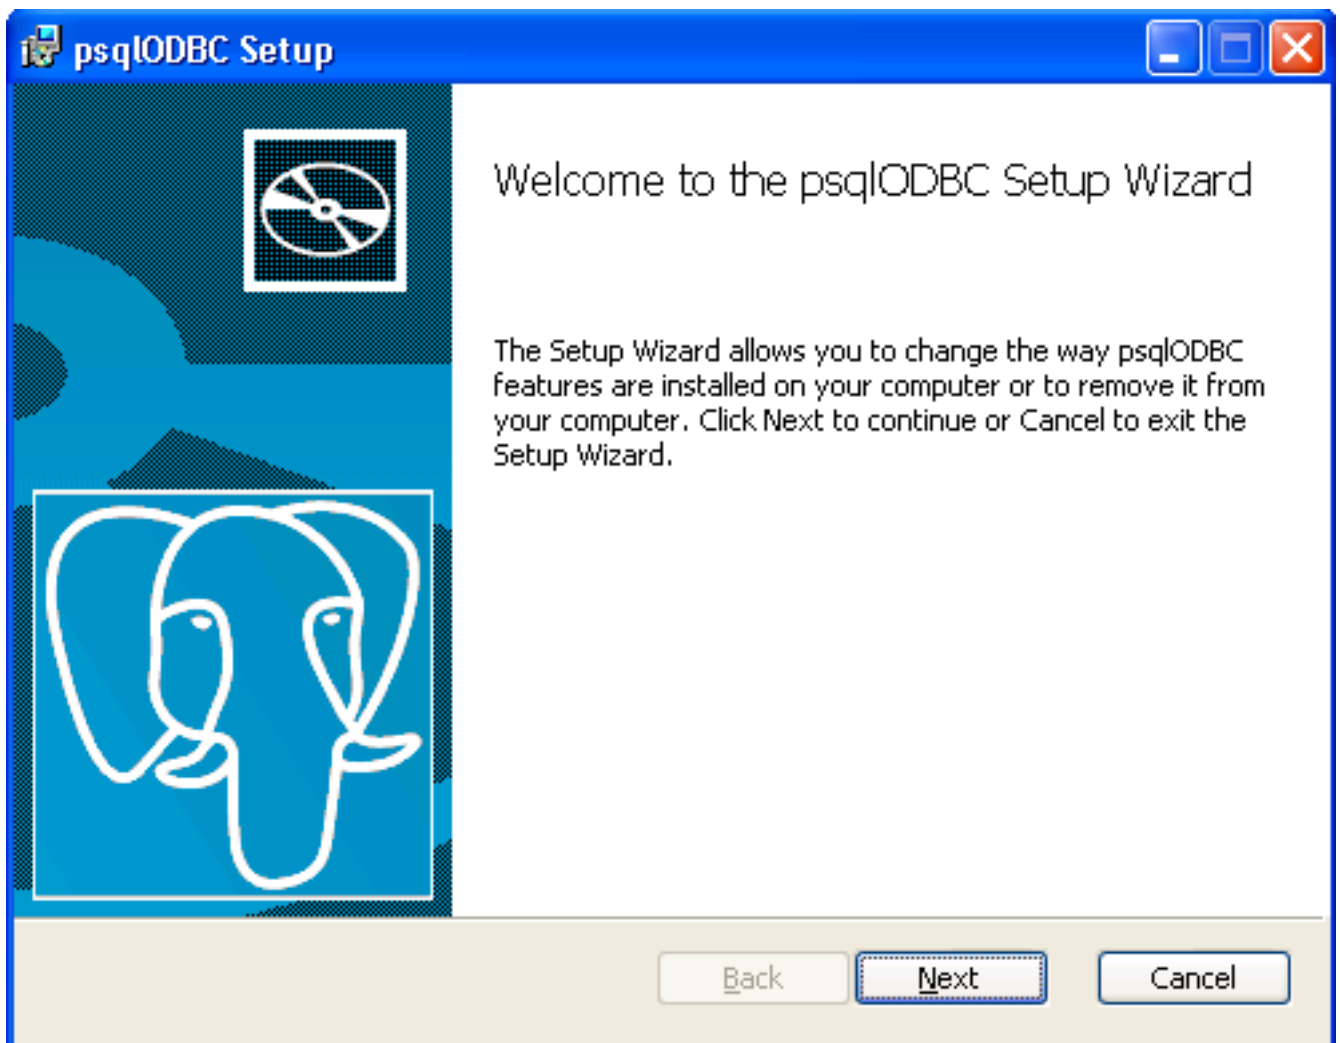 psqlODBC Setup
Welcome to the psqlODBC Setup Wizard
The Setup Wizard allows you to change the way psqlODBC
features are installed on your computer or to remove it from
your computer. Click Next to continue or Cancel to exit the
Setup Wizard.
Back
Next
Cancel